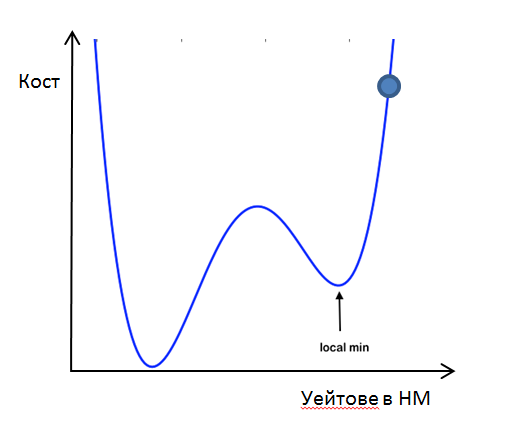 Кост
local min
Уейтове в НМ